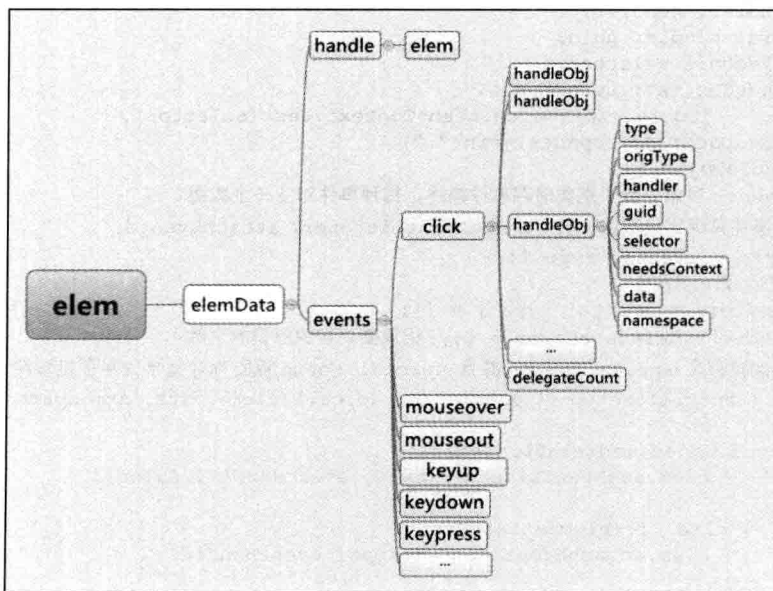 elem
elemData
handle
elem
events
click
handleObj
handleObj
handleObj
type
origType
handler
guid
selector
needsContext
data
namespace
...
delegateCount
mouseover
mouseout
keyup
keydown
keypress
...